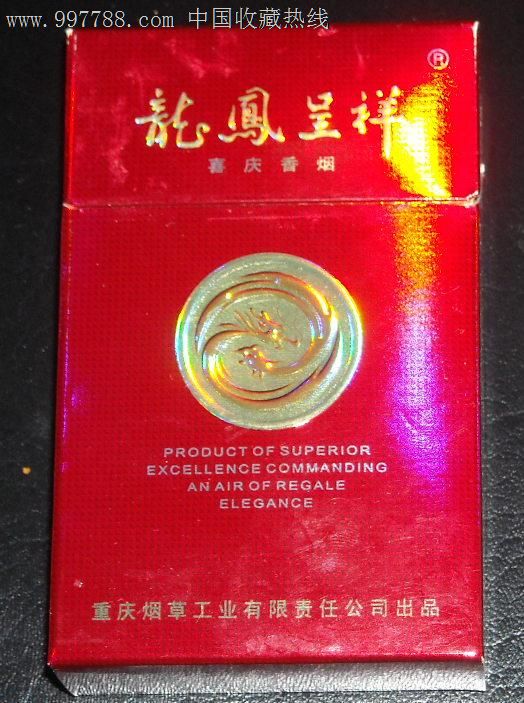 www.997788.com 中国收藏热线
®
龍鳳呈祥
喜庆香烟
PRODUCT OF SUPERIOR
EXCELLENCE COMMANDING
AN AIR OF REGALE
ELEGANCE
重庆烟草工业有限责任公司出品